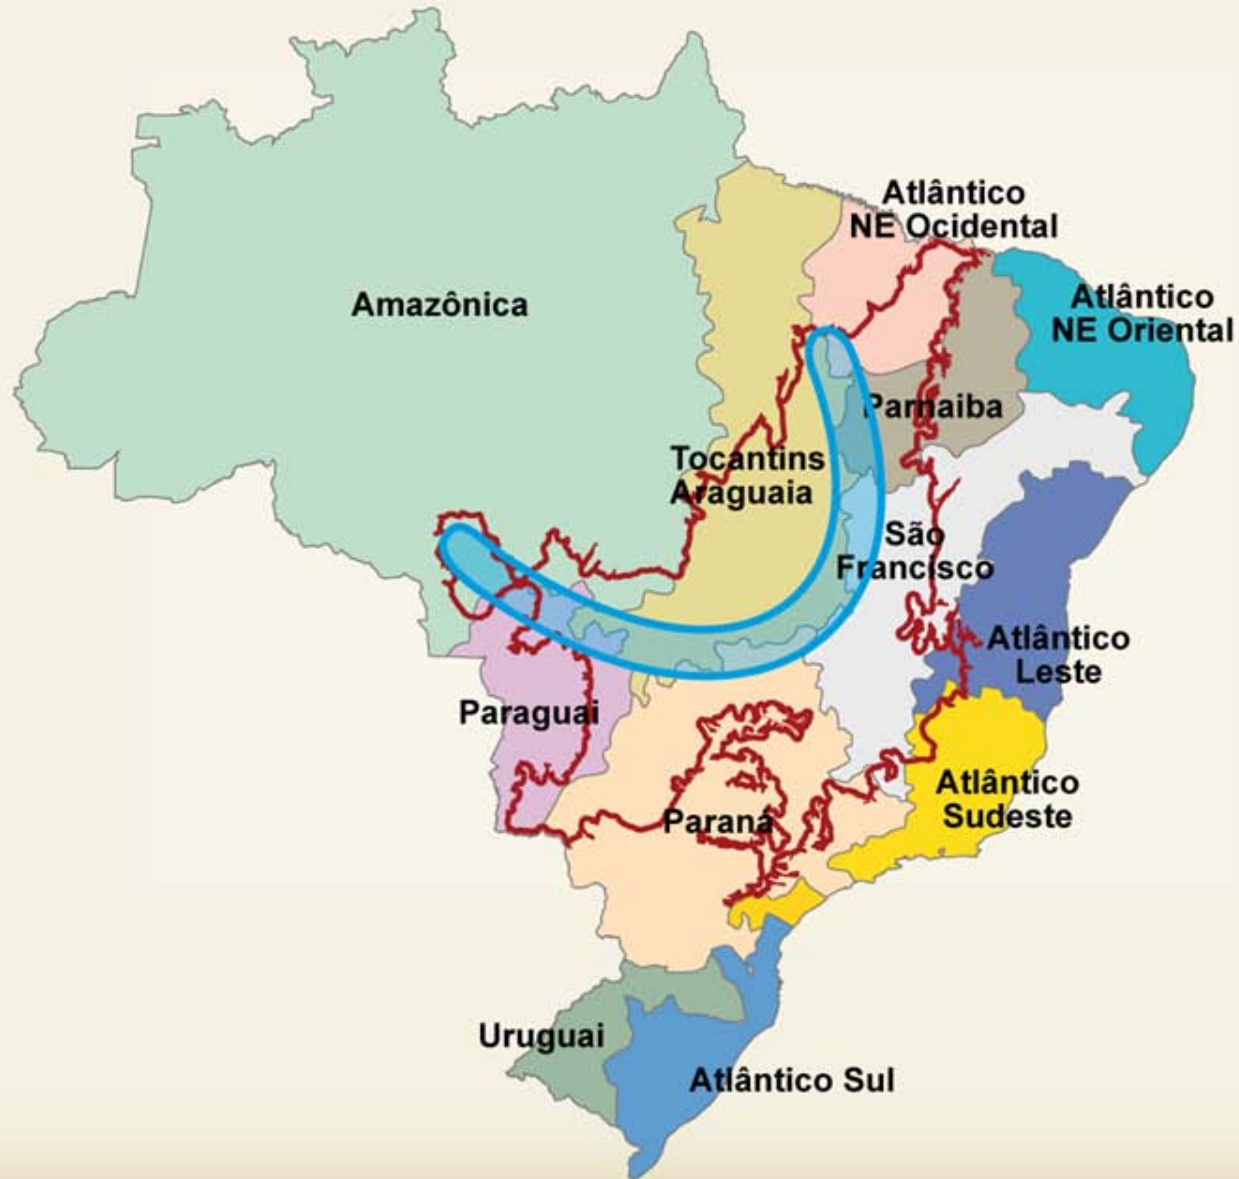 Atlântico
NE Ocidental
Atlântico
NE Oriental
Amazônica
Parnaiba
Tocantins
Araguaia
São
Francisco
Atlântico
Leste
Paraguai
Atlântico
Sudeste
Paraná
Uruguai
Atlântico Sul